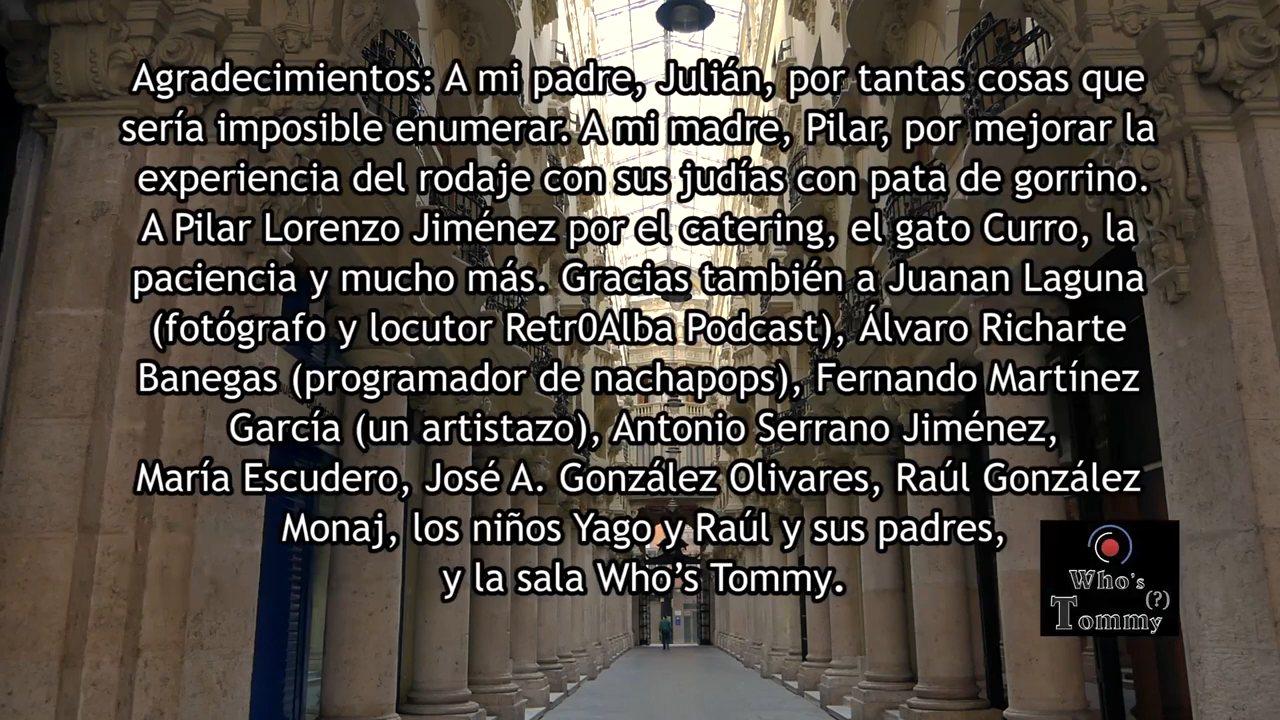 Agradecimientos: A mi padre, Julián, por tantas cosas que
sería imposible enumerar. A mi madre, Pilar, por mejorar la
experiencia del rodaje con sus judías con pata de gorrino.
A Pilar Lorenzo Jiménez por el catering, el gato Curro, la
paciencia y mucho más. Gracias también a Juanan Laguna
(fotógrafo y locutor Retr0Alba Podcast), Álvaro Richarte
Banegas (programador de nachapops), Fernando Martínez
García (un artistazo), Antonio Serrano Jiménez,
María Escudero, José A. González Olivares, Raúl González
Monaj, los niños Yago y Raúl y sus padres,
y la sala Who's Tommy.
Who's
(?)
Tommy